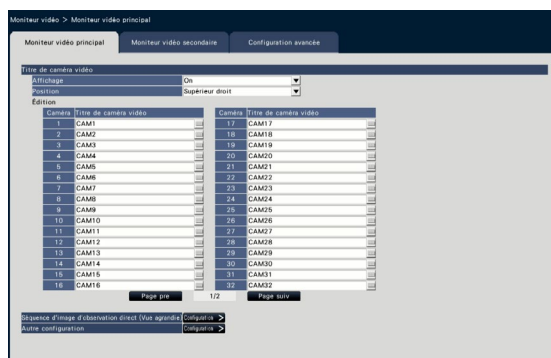 Moniteur vidéo > Moniteur vidéo principal
Moniteur vidéo principal
Moniteur vidéo secondaire
Configuration avancée
Titre de caméra vidéo
Affichage On
Position Supérieur droit
Édition
Caméra Titre de caméra vidéo Caméra Titre de caméra vidéo
1 CAM1 17 CAM17
2 CAM2 18 CAM18
3 CAM3 19 CAM19
4 CAM4 20 CAM20
5 CAM5 21 CAM21
6 CAM6 22 CAM22
7 CAM7 23 CAM23
8 CAM8 24 CAM24
9 CAM9 25 CAM25
10 CAM10 26 CAM26
11 CAM11 27 CAM27
12 CAM12 28 CAM28
13 CAM13 29 CAM29
14 CAM14 30 CAM30
15 CAM15 31 CAM31
16 CAM16 32 CAM32
Page pre 1/2 Page suiv
Séquence d'image d'observation direct (Vue agrandie Configuration >
Autre configuration Configuration >